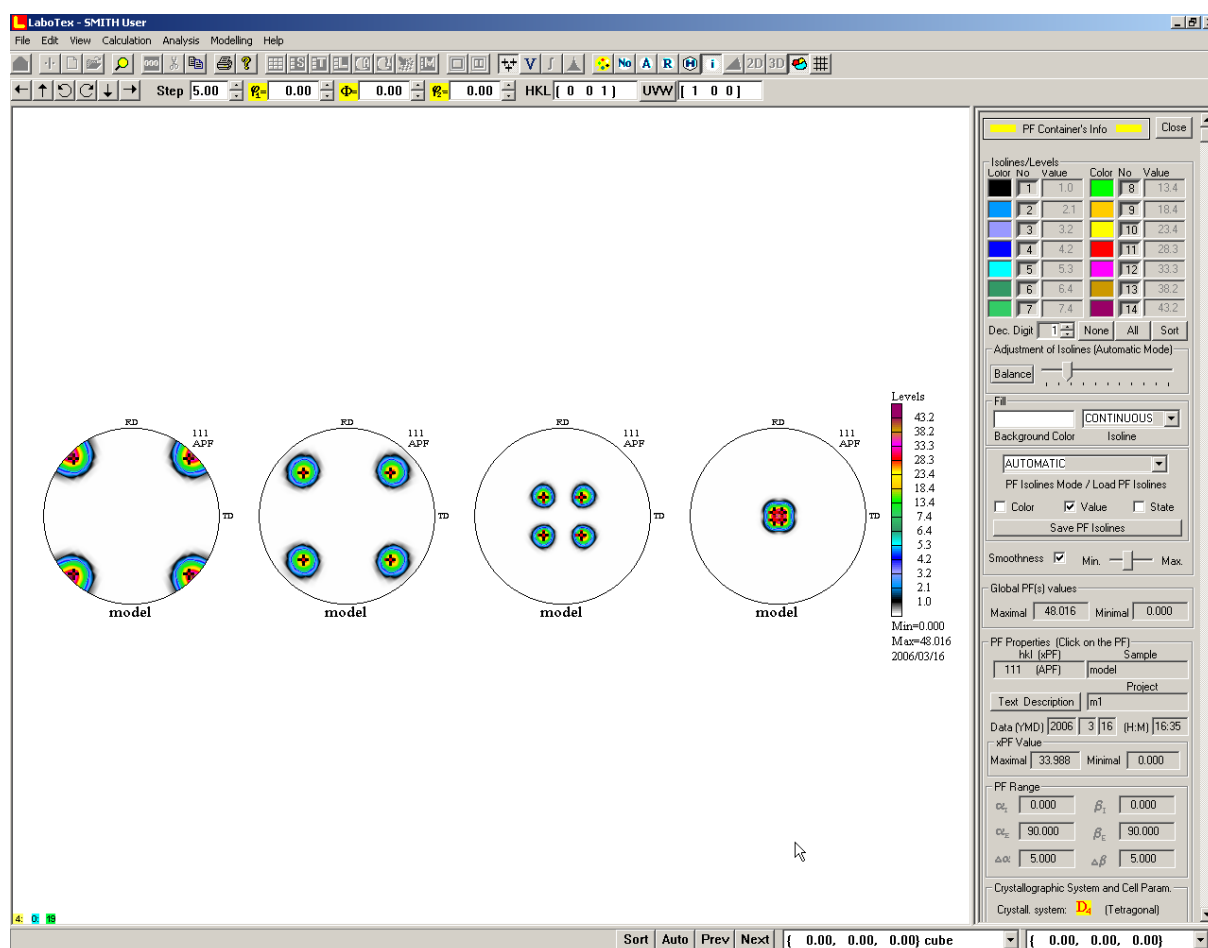 LaboTex - SMITH User
File Edit View Calculation Analysis Modelling Help
No A R H i 2D 3D
Step 5.00 φ1= 0.00 Φ= 0.00 φ2= 0.00 HKL [ 0 0 1 ] UVW [ 1 0 0 ]
PF Container's Info Close
Isolines/Levels
Color No Value Color No Value
1 1.0 8 13.4
2 2.1 9 18.4
3 3.2 10 23.4
4 4.2 11 28.3
5 5.3 12 33.3
6 6.4 13 38.2
7 7.4 14 43.2
Dec. Digit 1 None All Sort
Adjustment of Isolines (Automatic Mode)
Balance
Fill
CONTINUOUS
Background Color Isoline
AUTOMATIC
PF Isolines Mode / Load PF Isolines
Color Value State
Save PF Isolines
Smoothness Min. Max.
Global PF(s) values
Maximal 48.016 Minimal 0.000
PF Properties (Click on the PF)
hkl (xPF) Sample
111 (APF) model
Project
Text Description m1
Data (YMD) 2006 3 16 (H:M) 16:35
xPF Value
Maximal 33.988 Minimal 0.000
PF Range
αI 0.000 βI 0.000
αE 90.000 βE 90.000
Δα 5.000 Δβ 5.000
Crystallographic System and Cell Param.
Crystall. system: D4 (Tetragonal)
RD 111 APF TD model
RD 111 APF TD model
RD 111 APF TD model
RD 111 APF TD model
Levels
43.2
38.2
33.3
28.3
23.4
18.4
13.4
7.4
6.4
5.3
4.2
3.2
2.1
1.0
Min=0.000
Max=48.016
2006/03/16
4: 0: 19
Sort Auto Prev Next { 0.00, 0.00, 0.00} cube { 0.00, 0.00, 0.00}